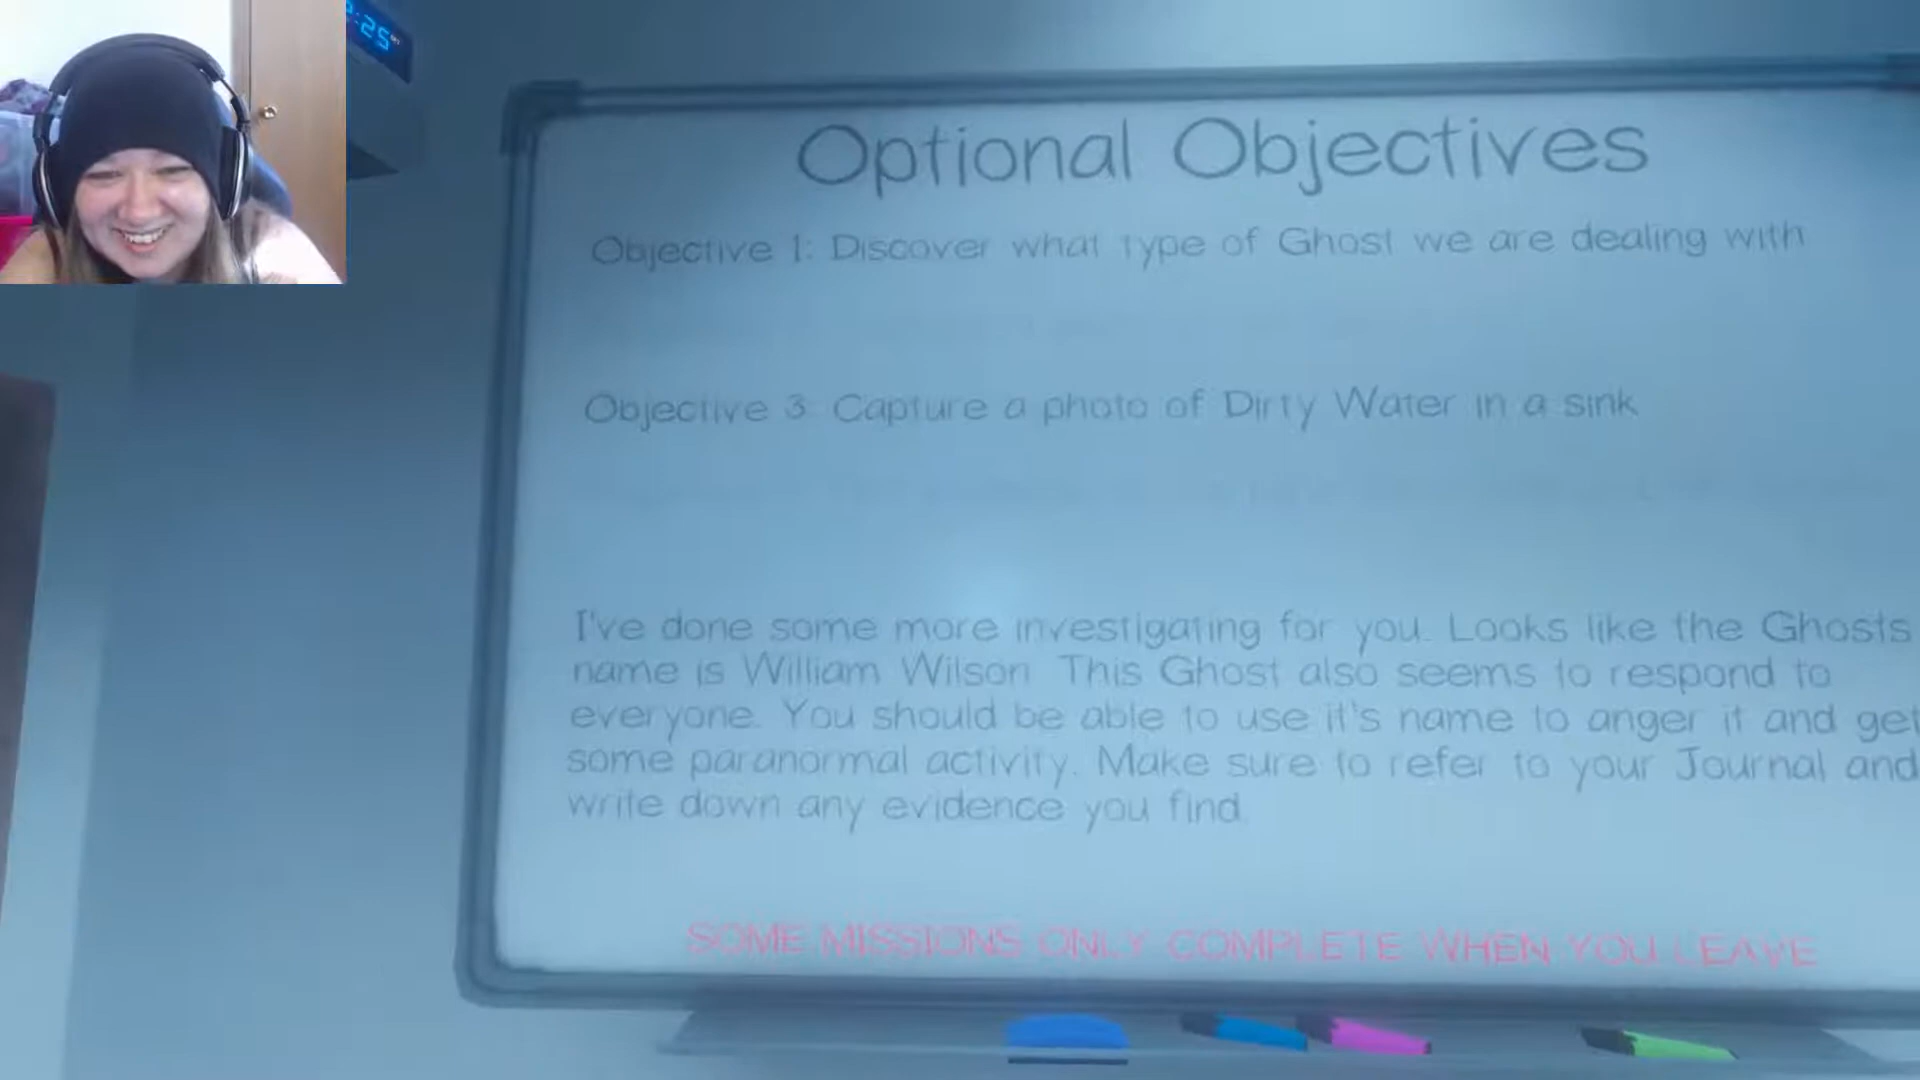 :25
Optional Objectives
Objective 1: Discover what type of Ghost we are dealing with
Objective 3: Capture a photo of Dirty Water in a sink
I've done some more investigating for you. Looks like the Ghosts
name is William Wilson. This Ghost also seems to respond to
everyone. You should be able to use it's name to anger it and get
some paranormal activity. Make sure to refer to your Journal and
write down any evidence you find.
SOME MISSIONS ONLY COMPLETE WHEN YOU LEAVE